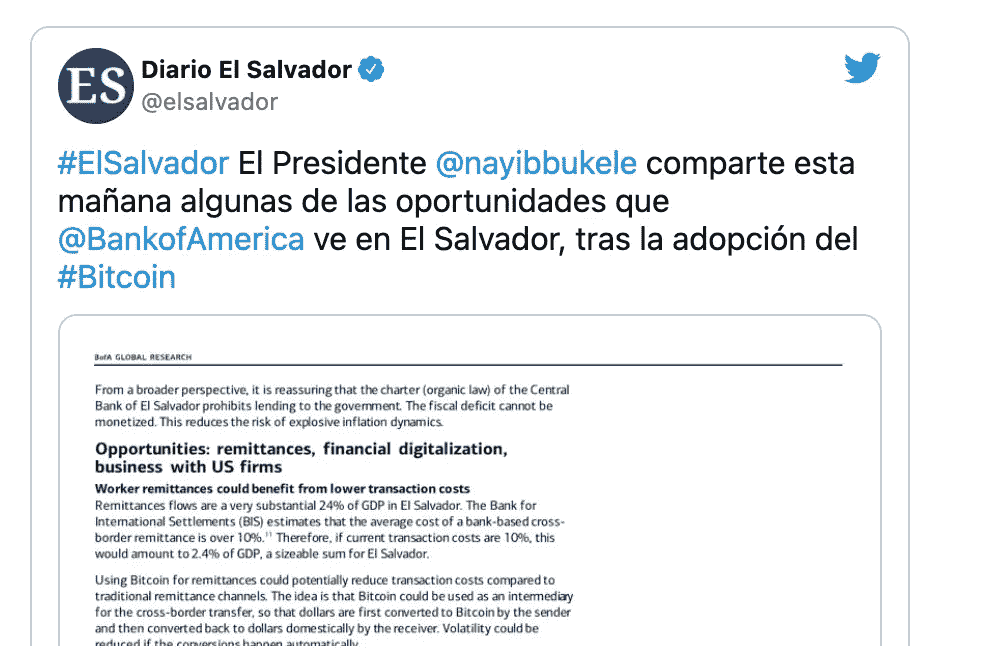 ES
Diario El Salvador
@elsalvador
#ElSalvador El Presidente @nayibbukele comparte esta
mañana algunas de las oportunidades que
@BankofAmerica ve en El Salvador, tras la adopción del
#Bitcoin
BofA GLOBAL RESEARCH
From a broader perspective, it is reassuring that the charter (organic law) of the Central
Bank of El Salvador prohibits lending to the government. The fiscal deficit cannot be
monetized. This reduces the risk of explosive inflation dynamics.
Opportunities: remittances, financial digitalization,
business with US firms
Worker remittances could benefit from lower transaction costs
Remittances flows are a very substantial 24% of GDP in El Salvador. The Bank for
International Settlements (BIS) estimates that the average cost of a bank-based cross-
border remittance is over 10%.¹¹ Therefore, if current transaction costs are 10%, this
would amount to 2.4% of GDP, a sizeable sum for El Salvador.
Using Bitcoin for remittances could potentially reduce transaction costs compared to
traditional remittance channels. The idea is that Bitcoin could be used as an intermediary
for the cross-border transfer, so that dollars are first converted to Bitcoin by the sender
and then converted back to dollars domestically by the receiver. Volatility could be
reduced if the conversions happen automatically.